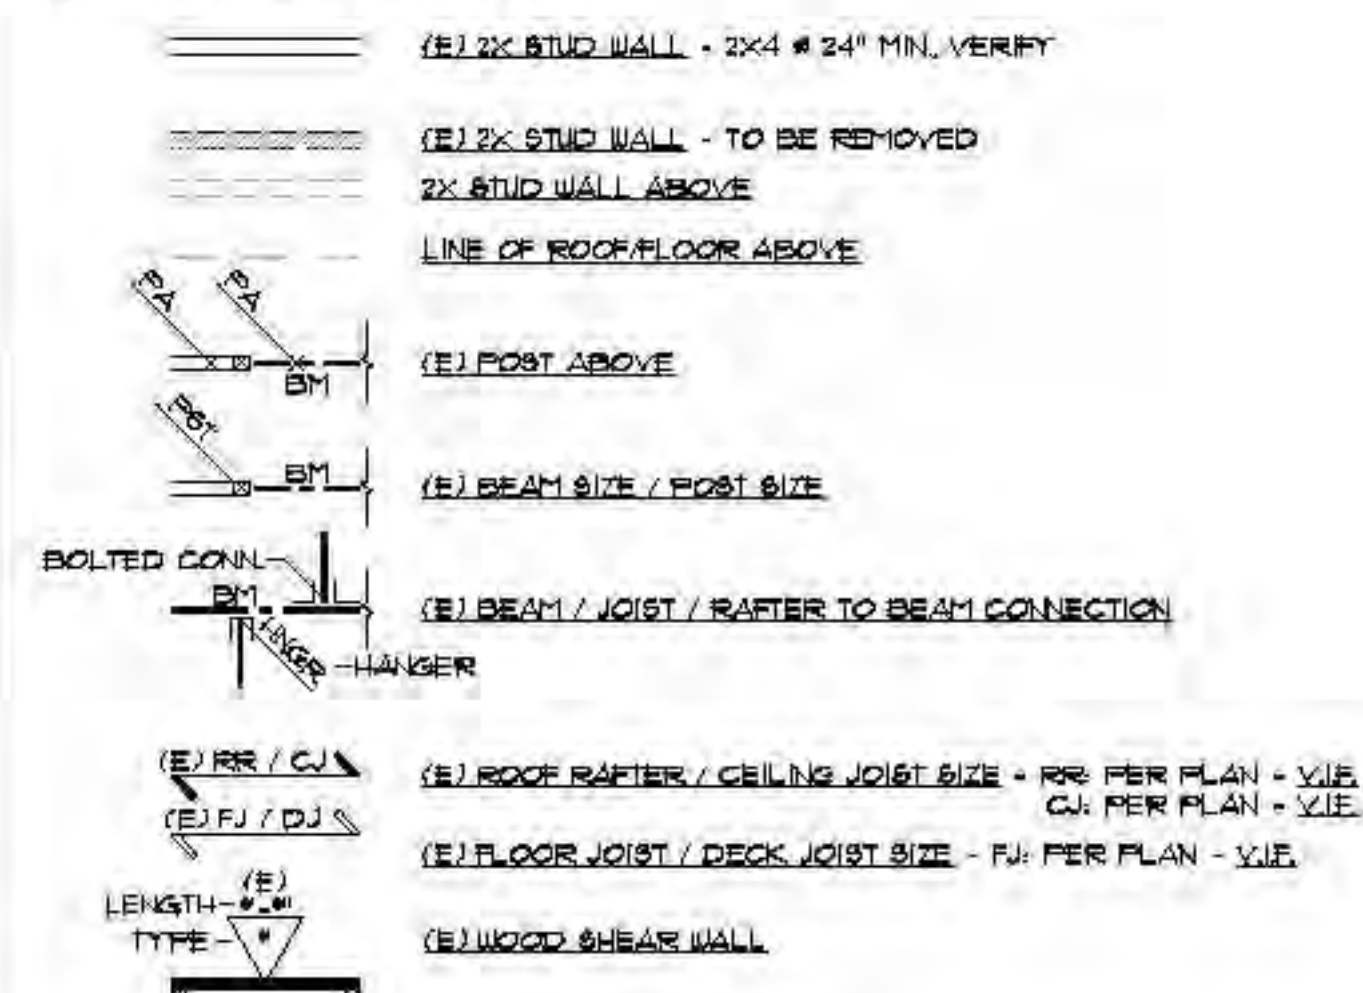 (E) 2X STUD WALL - 2X4 @ 24" MIN., VERIFY
(E) 2X STUD WALL - TO BE REMOVED
2X STUD WALL ABOVE
LINE OF ROOF/FLOOR ABOVE
PA PA
BM
(E) POST ABOVE
PST
BM
(E) BEAM SIZE / POST SIZE
BOLTED CONN.
BM
(E) BEAM / JOIST / RAFTER TO BEAM CONNECTION
HNGR
HANGER
(E) RR / CJ
(E) ROOF RAFTER / CEILING JOIST SIZE - RR: PER PLAN - V.I.F.
CJ: PER PLAN - V.I.F.
(E) FJ / DJ
(E) FLOOR JOIST / DECK JOIST SIZE - FJ: PER PLAN - V.I.F.
(E)
LENGTH #'-#"
TYPE #
(E) WOOD SHEAR WALL